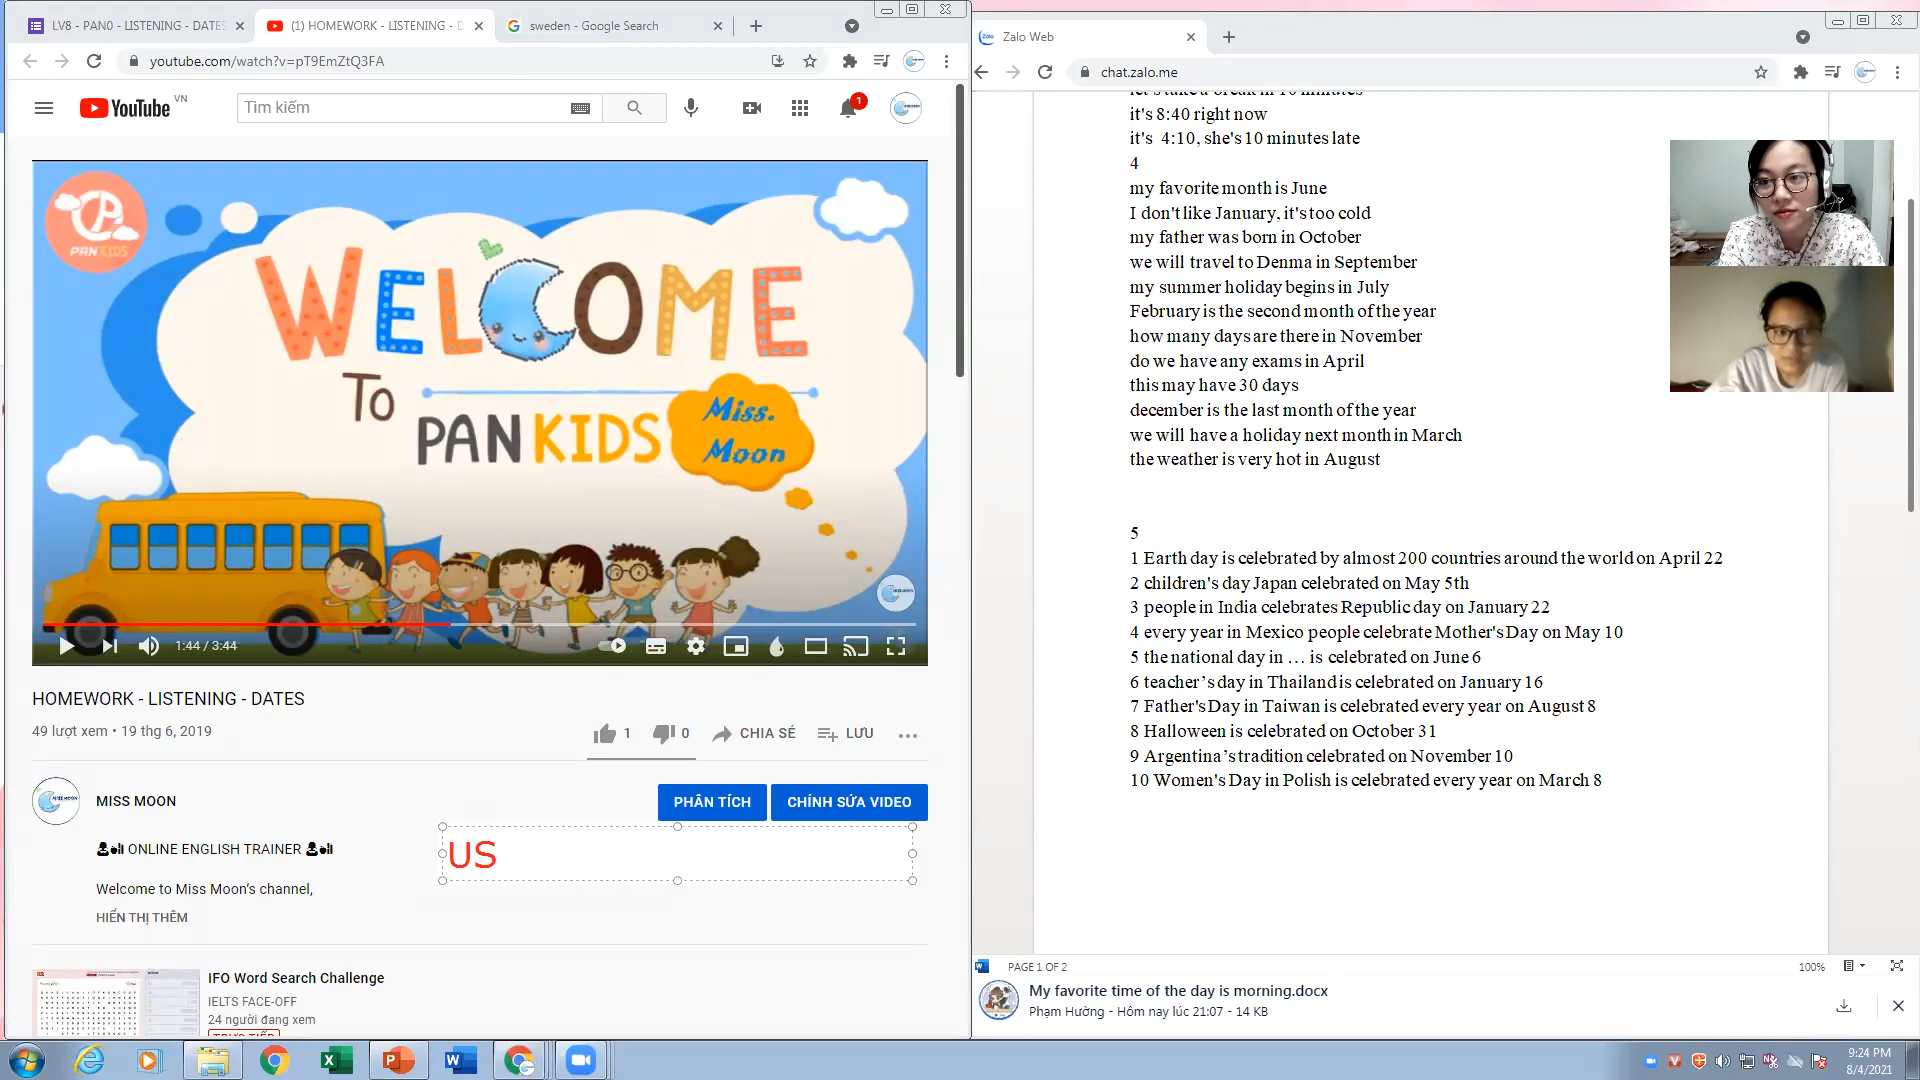 LV8 - PAN0 - LISTENING - DATES
(1) HOMEWORK - LISTENING - D
sweden - Google Search
youtube.com/watch?v=pT9EmZtQ3FA
YouTube VN
Tìm kiếm
1
PANKIDS
WELCOME
To
PANKIDS
Miss.
Moon
1:44 / 3:44
HOMEWORK - LISTENING - DATES
49 lượt xem • 19 thg 6, 2019
1
0
CHIA SẺ
LƯU
MISS MOON
PHÂN TÍCH
CHỈNH SỬA VIDEO
ONLINE ENGLISH TRAINER
US
Welcome to Miss Moon's channel,
HIỂN THỊ THÊM
IFO Word Search Challenge
IELTS FACE-OFF
24 người đang xem
TRỰC TIẾP
Zalo Web
chat.zalo.me
let's take a break in 10 minutes
it's 8:40 right now
it's  4:10, she's 10 minutes late
4
my favorite month is June
I don't like January, it's too cold
my father was born in October
we will travel to Denma in September
my summer holiday begins in July
February is the second month of the year
how many days are there in November
do we have any exams in April
this may have 30 days
december is the last month of the year
we will have a holiday next month in March
the weather is very hot in August
5
1 Earth day is celebrated by almost 200 countries around the world on April 22
2 children's day Japan celebrated on May 5th
3 people in India celebrates Republic day on January 22
4 every year in Mexico people celebrate Mother's Day on May 10
5 the national day in … is celebrated on June 6
6 teacher’s day in Thailand is celebrated on January 16
7 Father's Day in Taiwan is celebrated every year on August 8
8 Halloween is celebrated on October 31
9 Argentina’s tradition celebrated on November 10
10 Women's Day in Polish is celebrated every year on March 8
PAGE 1 OF 2
100%
My favorite time of the day is morning.docx
Phạm Hường - Hôm nay lúc 21:07 - 14 KB
9:24 PM
8/4/2021